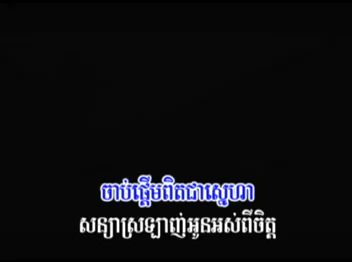 ចាប់ផ្ដើមពិតជាស្នេហា
សន្យាស្រឡាញ់អូនអស់ពីចិត្ត